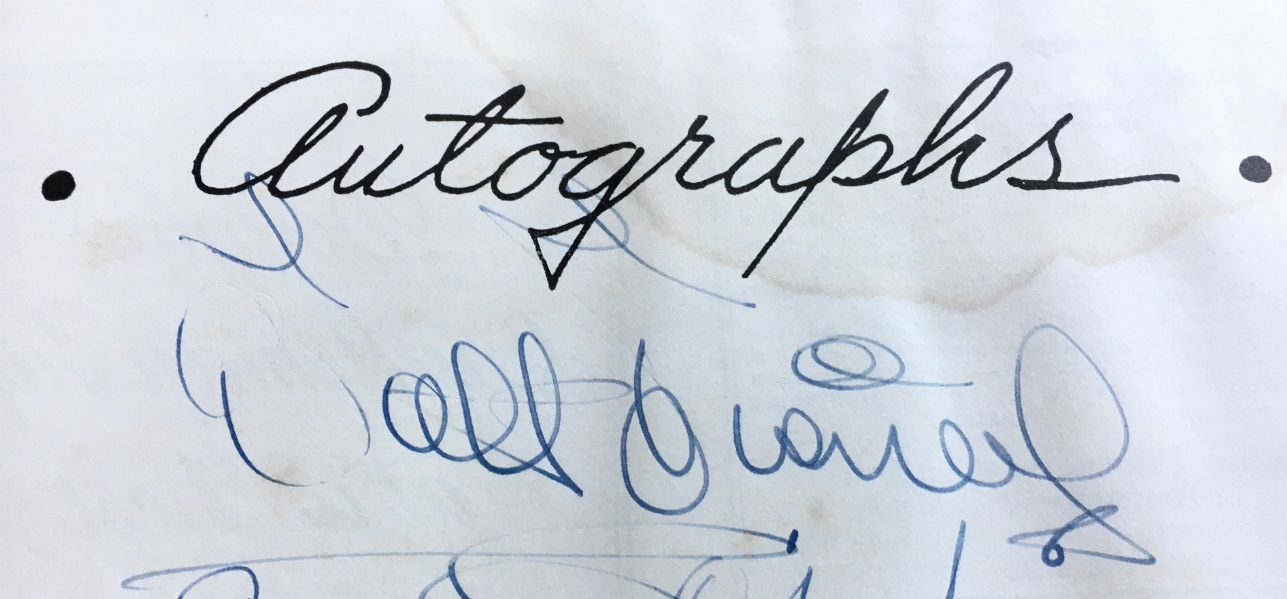 • Autographs •
Walt Disney